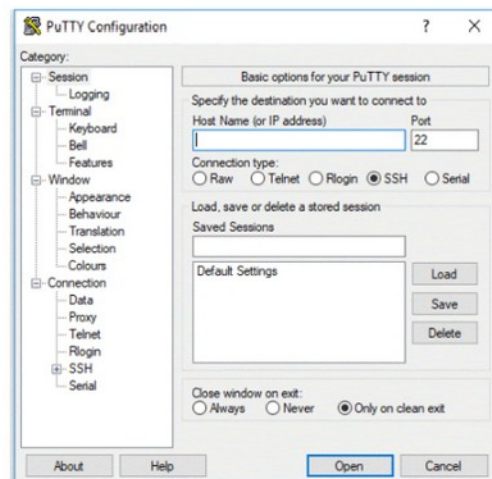 PuTTY Configuration
?
Category:
Session
Logging
Terminal
Keyboard
Bell
Features
Window
Appearance
Behaviour
Translation
Selection
Colours
Connection
Data
Proxy
Telnet
Rlogin
SSH
Serial
Basic options for your PuTTY session
Specify the destination you want to connect to
Host Name (or IP address) Port
22
Connection type:
Raw Telnet Rlogin SSH Serial
Load, save or delete a stored session
Saved Sessions
Default Settings
Load
Save
Delete
Close window on exit:
Always Never Only on clean exit
About Help Open Cancel